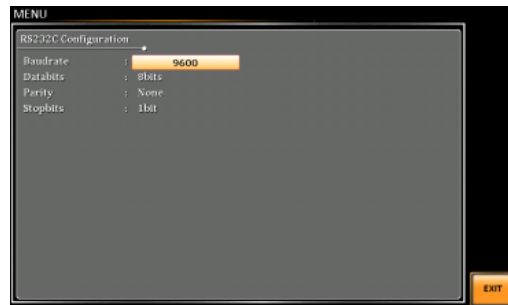 MENU
RS232C Configuration
Baudrate : 9600
Databits : 8bits
Parity : None
Stopbits : 1bit
EXIT